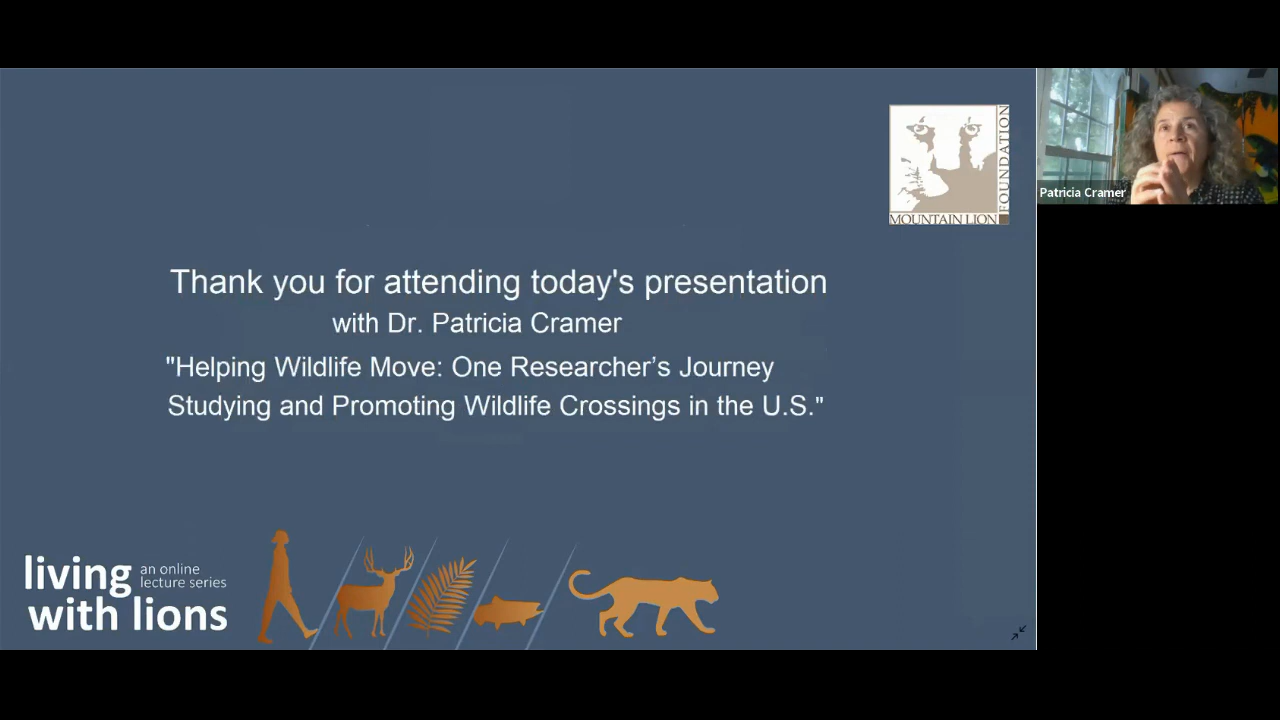 MOUNTAIN LION
FOUNDATION
Patricia Cramer
Thank you for attending today's presentation
with Dr. Patricia Cramer
"Helping Wildlife Move: One Researcher’s Journey
Studying and Promoting Wildlife Crossings in the U.S."
living
with lions
an online
lecture series